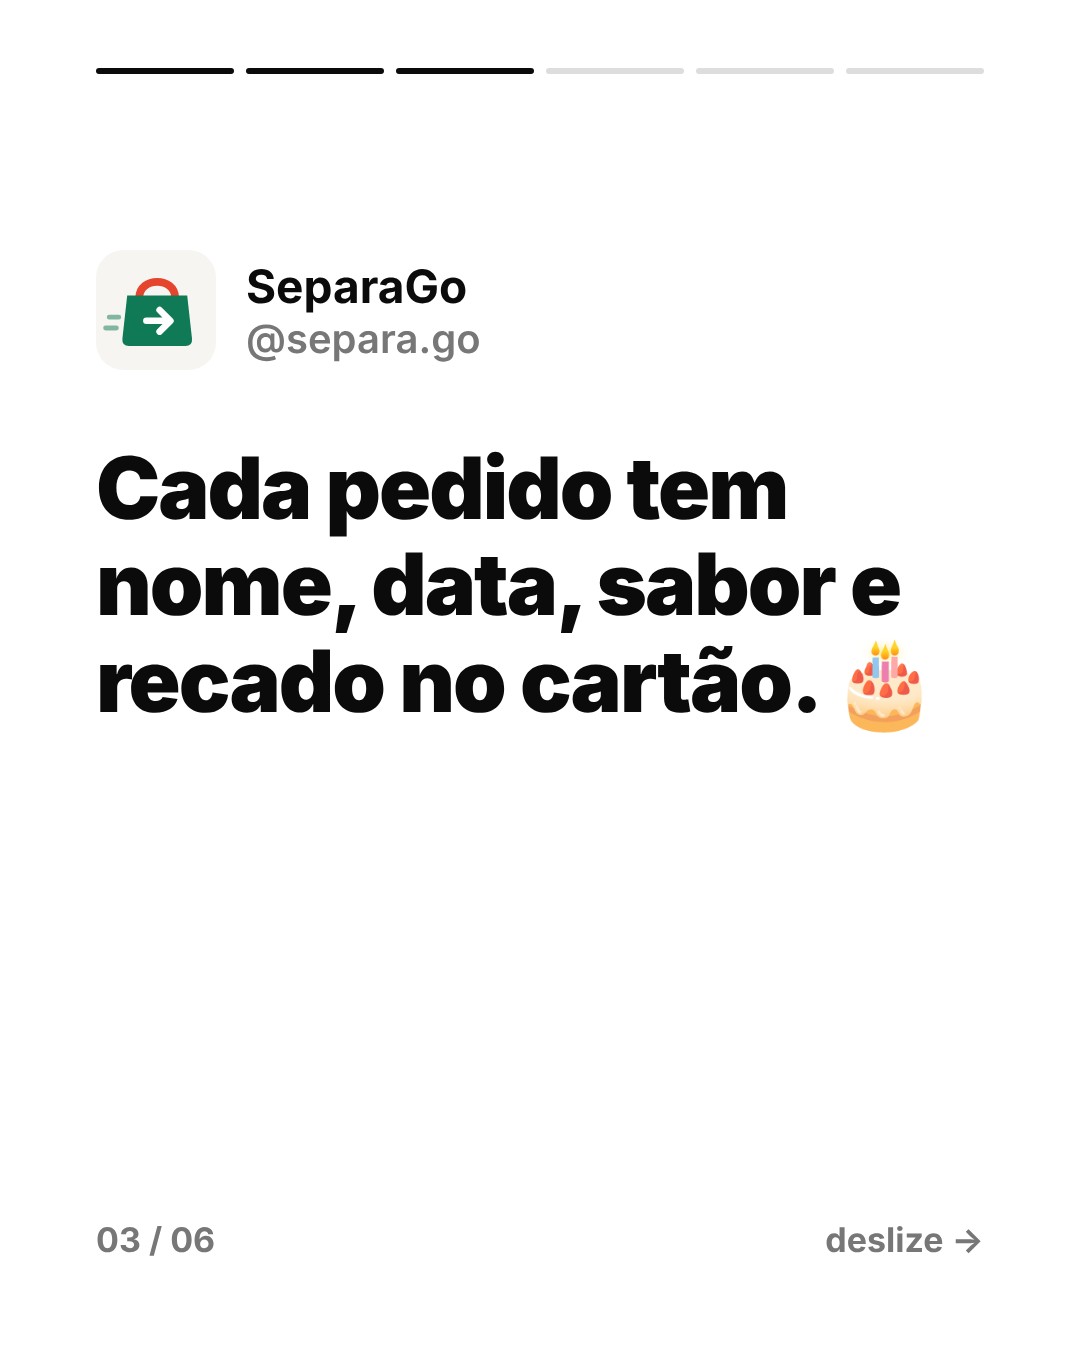 SeparaGo
@separa.go
Cada pedido tem
nome, data, sabor e
recado no cartão. 🎂
03 / 06
deslize →